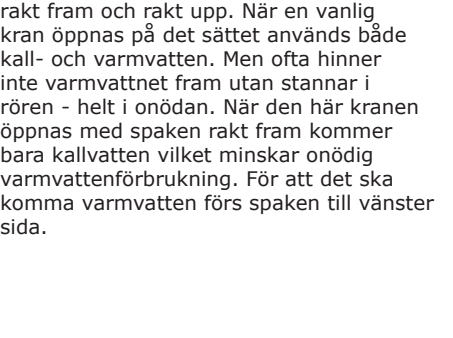 rakt fram och rakt upp. När en vanlig
kran öppnas på det sättet används både
kall- och varmvatten. Men ofta hinner
inte varmvattnet fram utan stannar i
rören - helt i onödan. När den här kranen
öppnas med spaken rakt fram kommer
bara kallvatten vilket minskar onödig
varmvattenförbrukning. För att det ska
komma varmvatten förs spaken till vänster
sida.